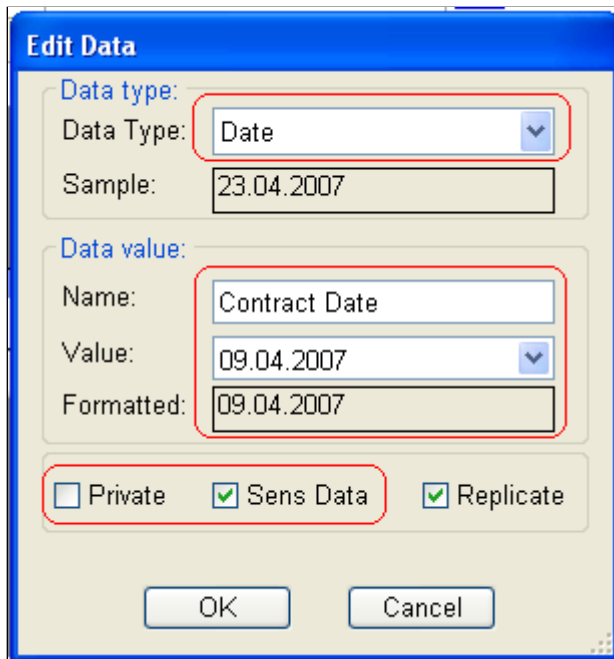 Edit Data
Data type:
Data Type: Date
Sample: 23.04.2007
Data value:
Name: Contract Date
Value: 09.04.2007
Formatted: 09.04.2007
Private Sens Data Replicate
OK Cancel